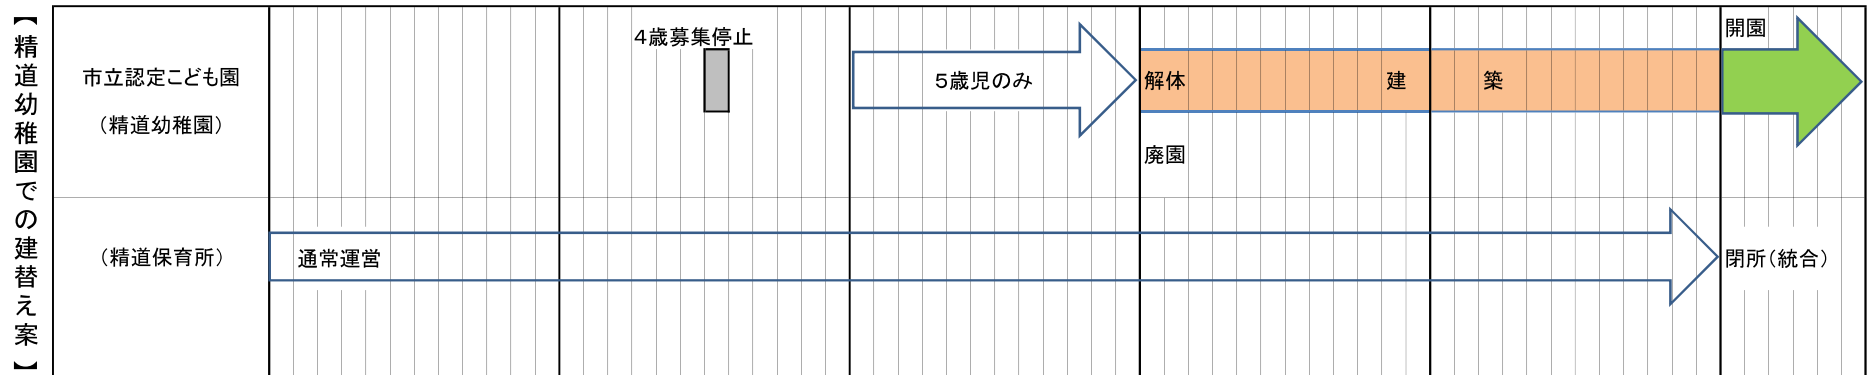 【精道幼稚園での建替え案】
市立認定こども園
（精道幼稚園）
4歳募集停止
5歳児のみ
解体
建
築
開園
廃園
（精道保育所）
通常運営
閉所（統合）